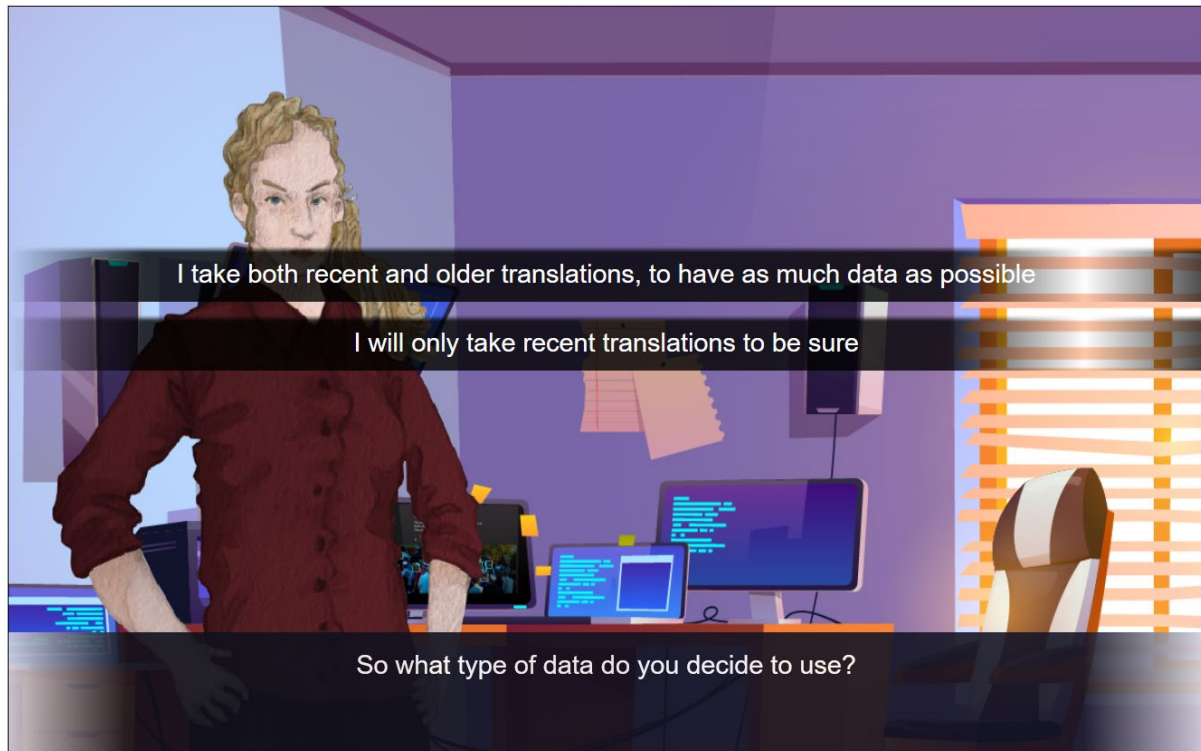 I take both recent and older translations, to have as much data as possible
I will only take recent translations to be sure
So what type of data do you decide to use?